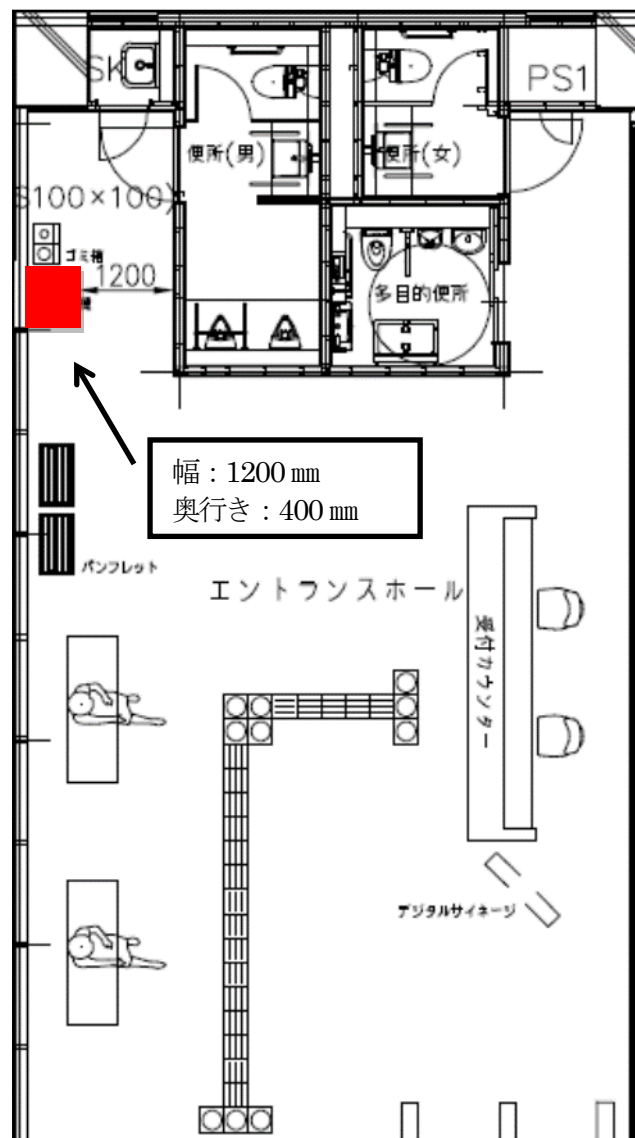 SK
PS1
便所(男)
便所(女)
S100×100)
ゴミ箱
1200
多目的便所
幅：1200㎜
奥行き：400㎜
パンフレット
エントランスホール
受付カウンター
デジタルサイネージ